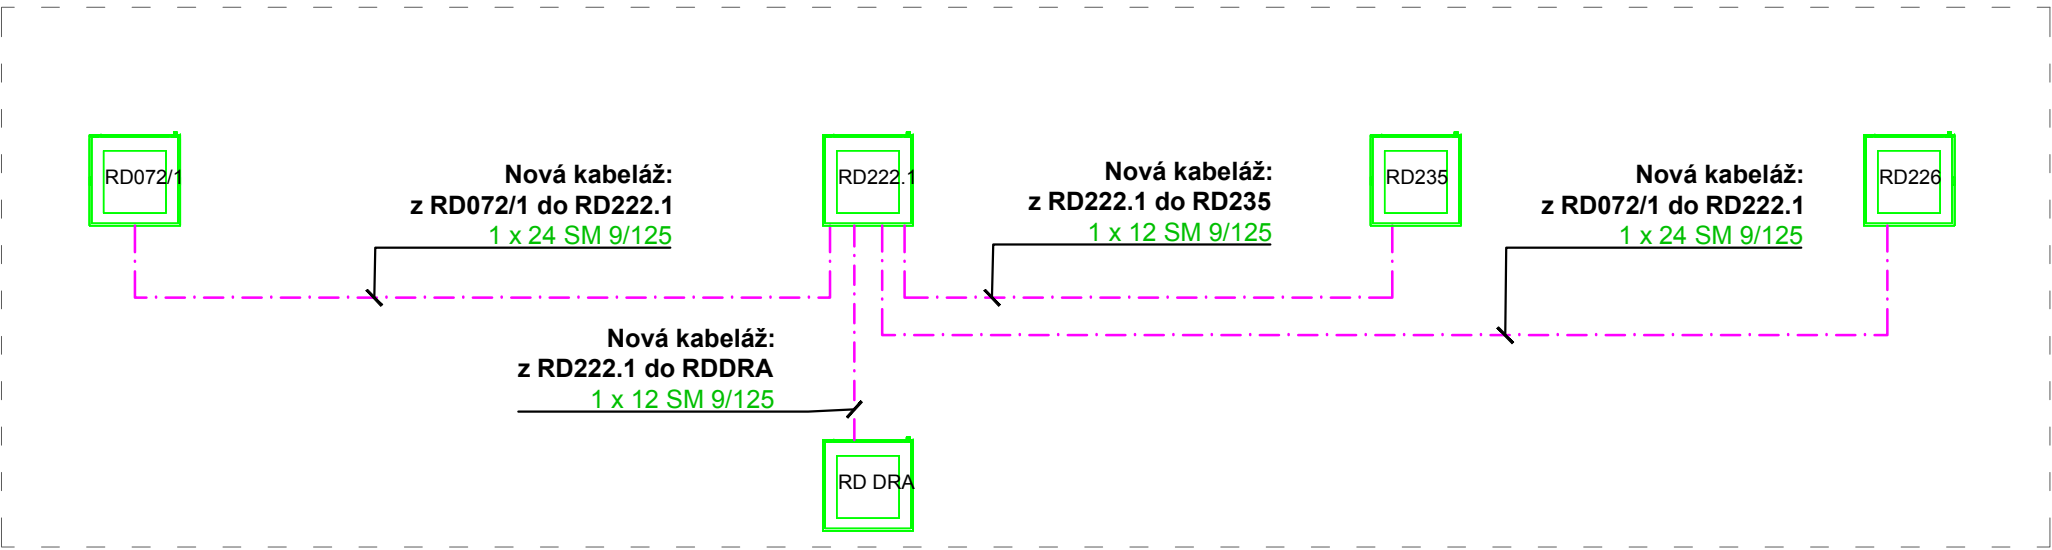 RD072/1
Nová kabeláž:
z RD072/1 do RD222.1
1 x 24 SM 9/125
RD222.1
Nová kabeláž:
z RD222.1 do RD235
1 x 12 SM 9/125
RD235
Nová kabeláž:
z RD072/1 do RD222.1
1 x 24 SM 9/125
RD226
Nová kabeláž:
z RD222.1 do RDDRA
1 x 12 SM 9/125
RD DRA